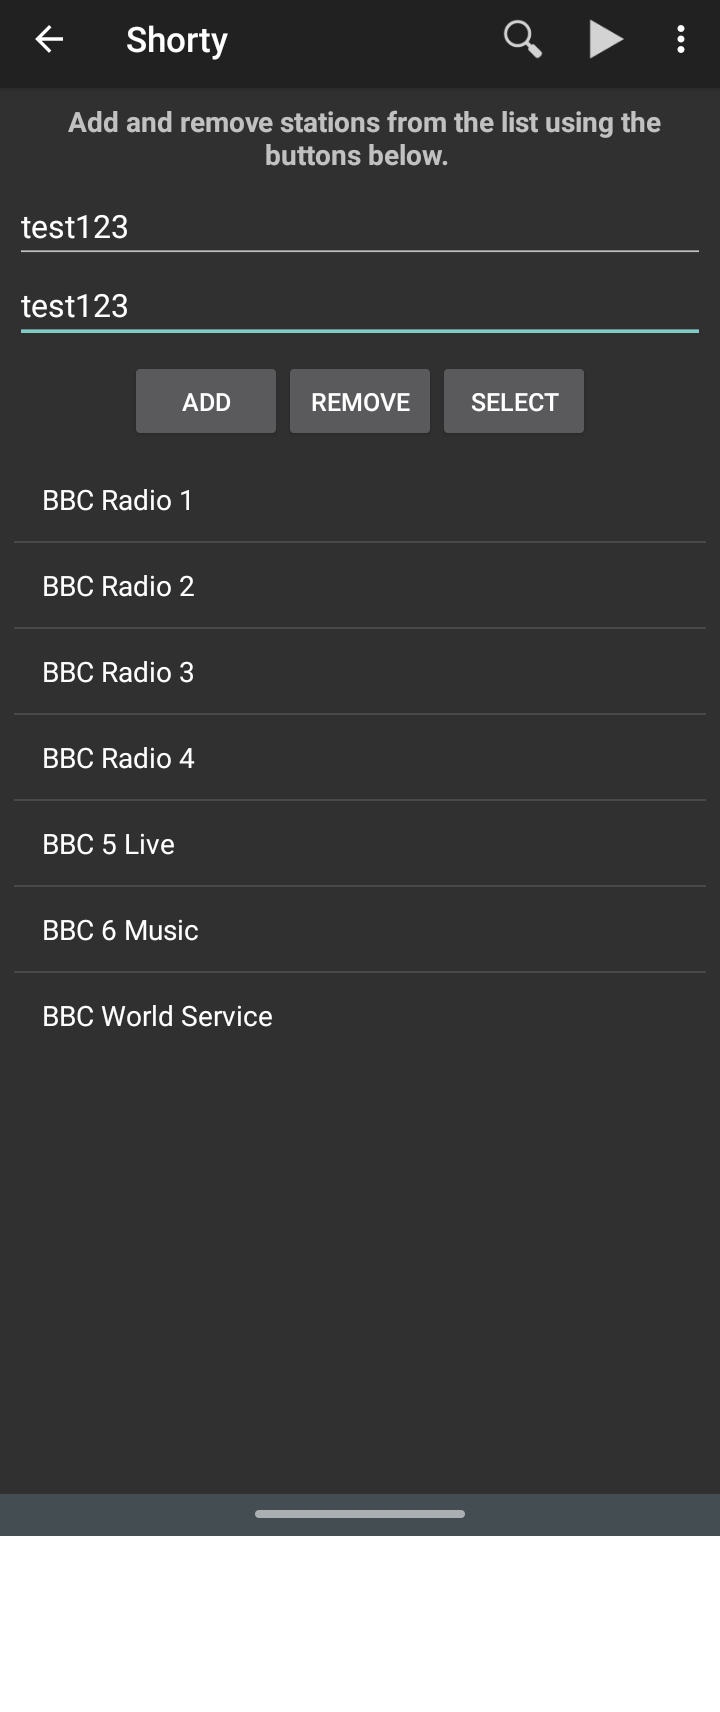 Shorty
Add and remove stations from the list using the
buttons below.
test123
test123
ADD REMOVE SELECT
BBC Radio 1
BBC Radio 2
BBC Radio 3
BBC Radio 4
BBC 5 Live
BBC 6 Music
BBC World Service